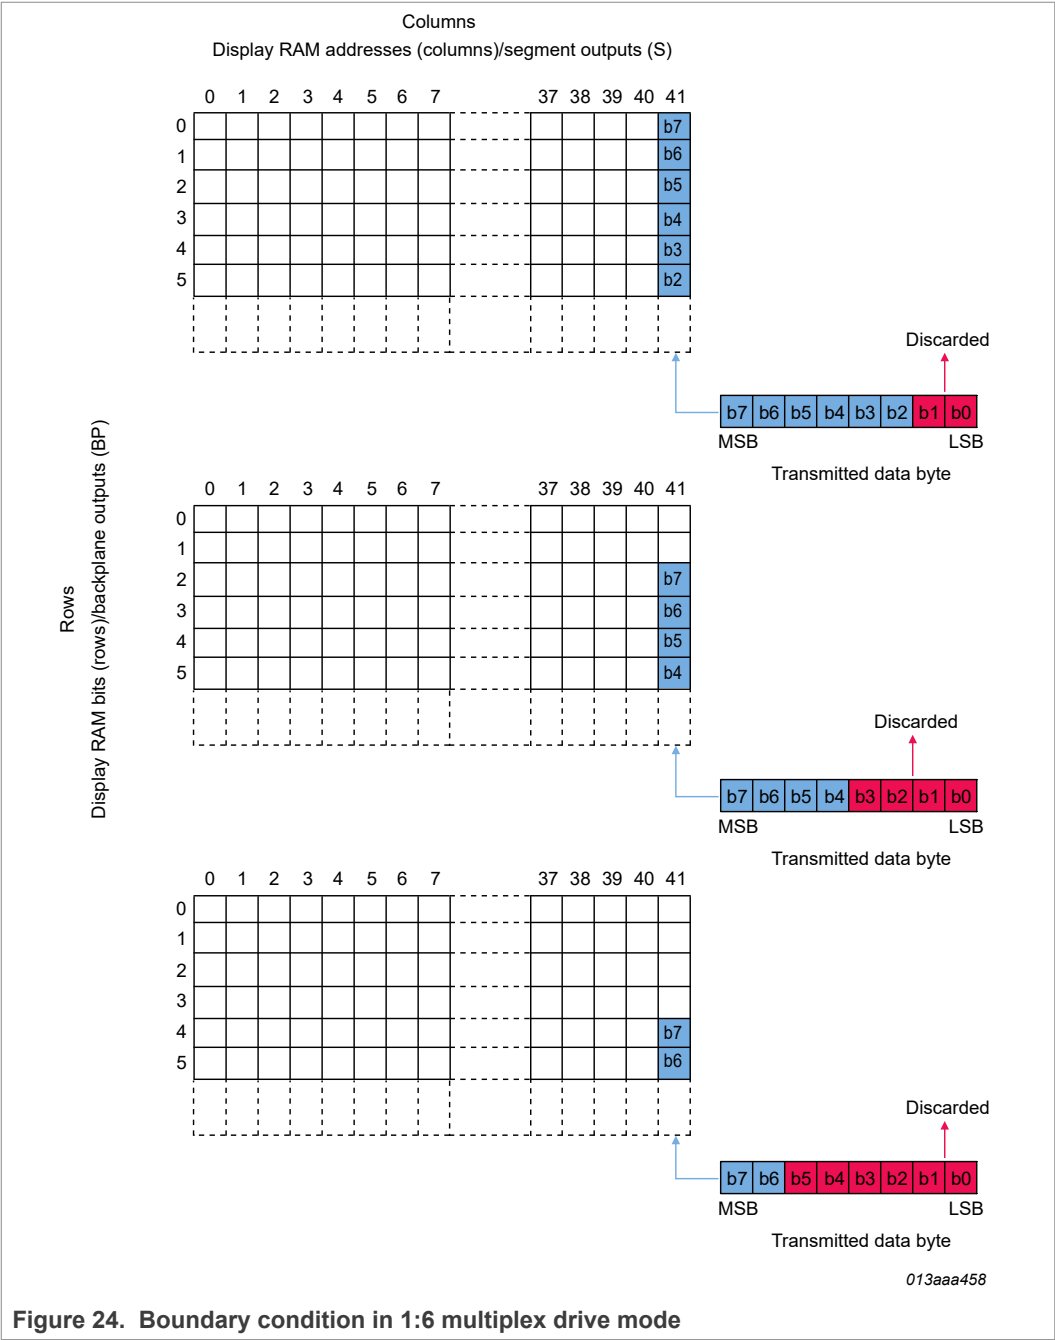 Columns
Display RAM addresses (columns)/segment outputs (S)
0 1 2 3 4 5 6 7 37 38 39 40 41
0 b7
1 b6
2 b5
3 b4
4 b3
5 b2
Discarded
b7 b6 b5 b4 b3 b2 b1 b0
MSB LSB
Transmitted data byte
Rows
Display RAM bits (rows)/backplane outputs (BP)
0 1 2 3 4 5 6 7 37 38 39 40 41
0
1
2 b7
3 b6
4 b5
5 b4
Discarded
b7 b6 b5 b4 b3 b2 b1 b0
MSB LSB
Transmitted data byte
0 1 2 3 4 5 6 7 37 38 39 40 41
0
1
2
3
4 b7
5 b6
Discarded
b7 b6 b5 b4 b3 b2 b1 b0
MSB LSB
Transmitted data byte
013aaa458
Figure 24. Boundary condition in 1:6 multiplex drive mode